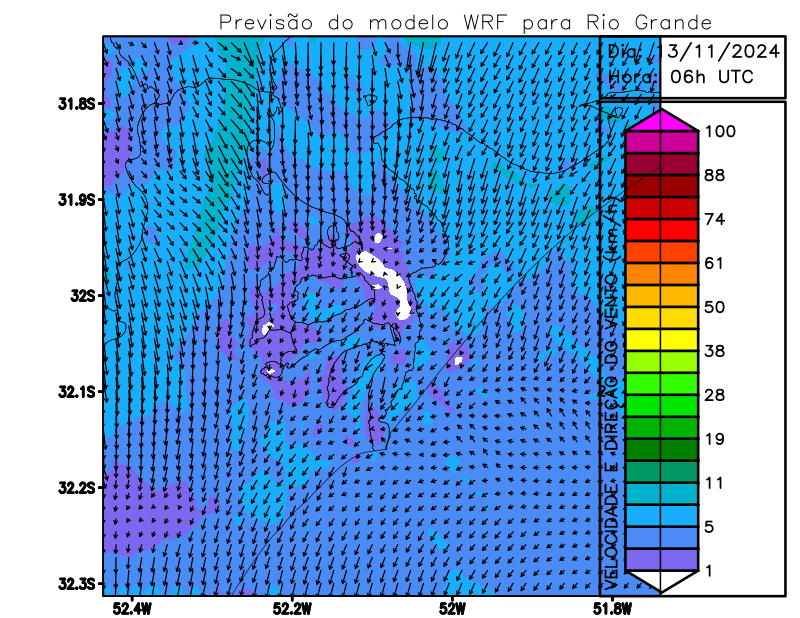 Previsão do modelo WRF para Rio Grande
Dia: 13/11/2024
Hora: 06h UTC
31.8S
31.9S
32S
32.1S
32.2S
32.3S
52.4W
52.2W
52W
51.8W
VELOCIDADE E DIREÇÃO DO VENTO (km/h)
100
88
74
61
50
38
28
19
11
5
1